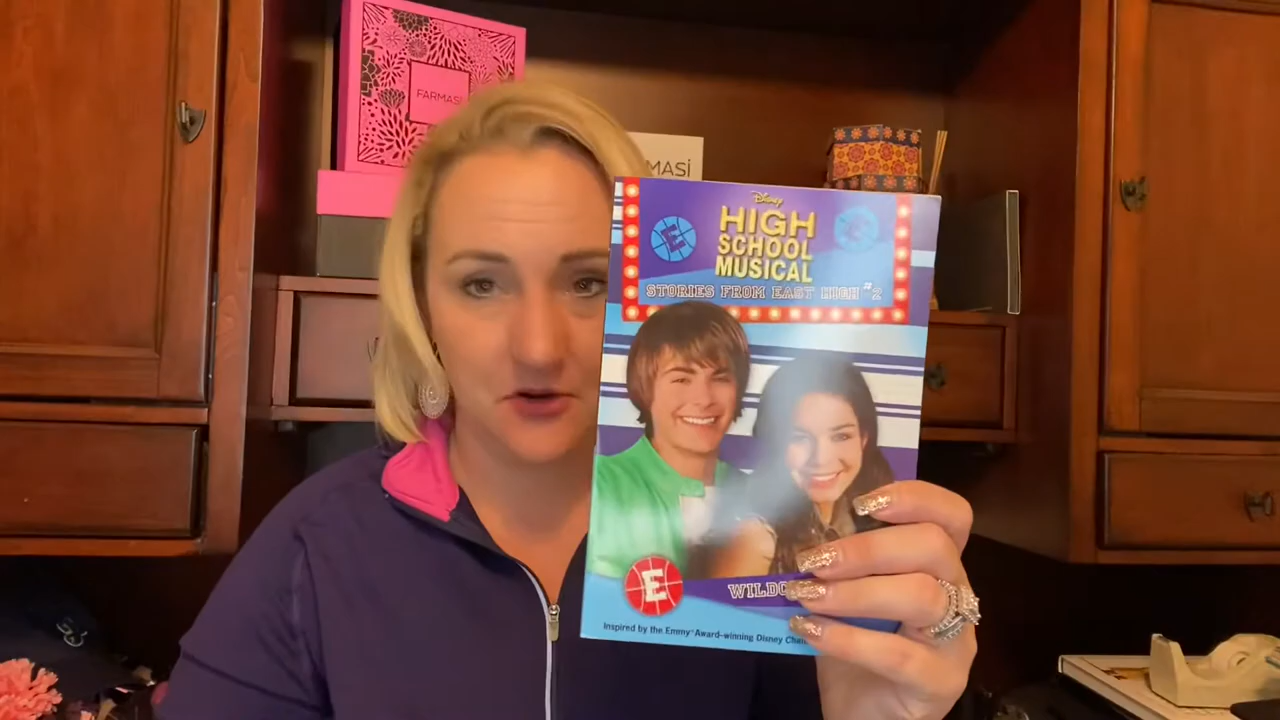 FARMASi
MASİ
Disney
HIGH
SCHOOL
MUSICAL
E
STORIES FROM EAST HIGH #2
E
WILDC
Inspired by the Emmy Award-winning Disney Chan